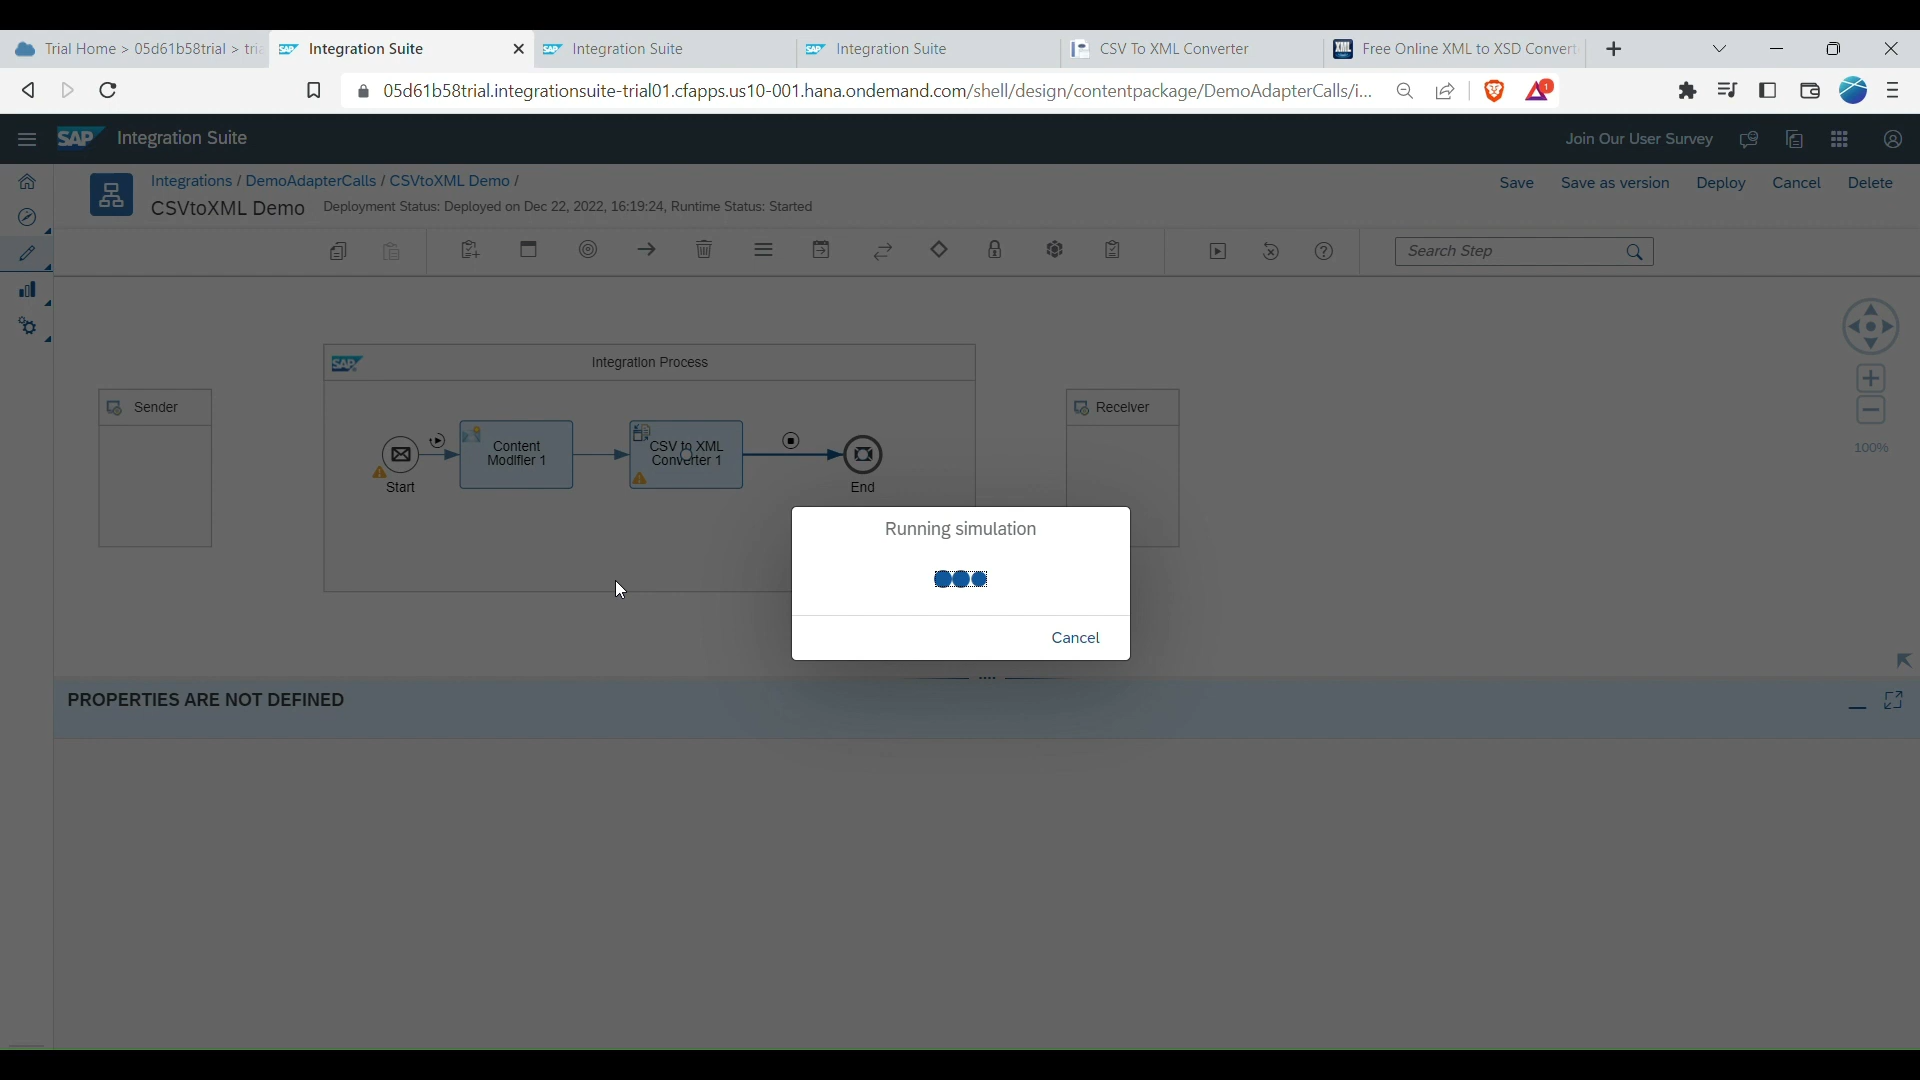 Trial Home > 05d61b58trial > tri
Integration Suite
Integration Suite
Integration Suite
CSV To XML Converter
XML Free Online XML to XSD Convert
05d61b58trial.integrationsuite-trial01.cfapps.us10-001.hana.ondemand.com/shell/design/contentpackage/DemoAdapterCalls/i...
1
SAP Integration Suite
Join Our User Survey
Integrations / DemoAdapterCalls / CSVtoXML Demo /
CSVtoXML Demo Deployment Status: Deployed on Dec 22, 2022, 16:19:24, Runtime Status: Started
Save Save as version Deploy Cancel Delete
Search Step
SAP Integration Process
Sender
Receiver
Content
Modifier 1
CSV to XML
Converter 1
Start
End
100%
Running simulation
Cancel
PROPERTIES ARE NOT DEFINED